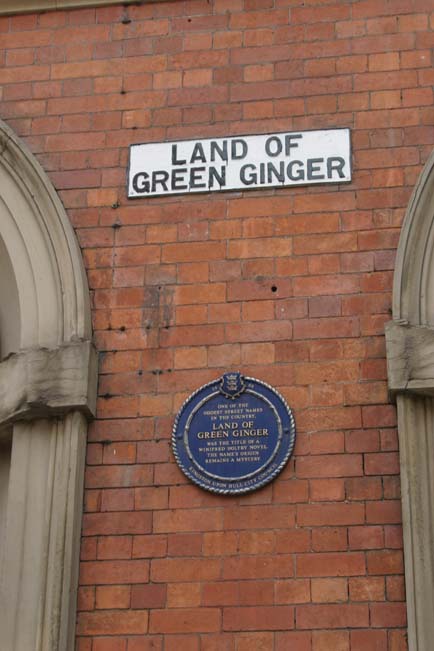 LAND OF
GREEN GINGER
ONE OF THE
ODDEST STREET NAMES
IN THE COUNTRY.
LAND OF
GREEN GINGER
WAS THE TITLE OF A
WINIFRED HOLTBY NOVEL.
THE NAME'S ORIGIN
REMAINS A MYSTERY
KINGSTON UPON HULL CITY COUNCIL